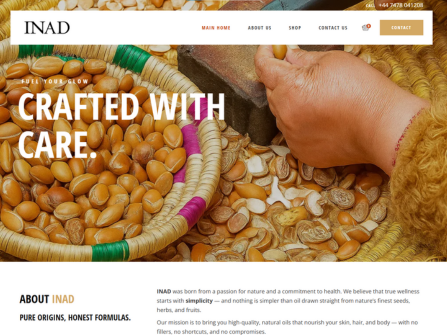 CALL +44 7478 041208
INAD
MAIN HOME ABOUT US SHOP CONTACT US CONTACT
FUEL YOUR GLOW
CRAFTED WITH
CARE.
ABOUT INAD
PURE ORIGINS, HONEST FORMULAS.
INAD was born from a passion for nature and a commitment to health. We believe that true wellness
starts with simplicity — and nothing is simpler than oil drawn straight from nature's finest seeds,
herbs, and fruits.
Our mission is to bring you high quality, natural oils that nourish your skin, hair, and body — with no
fillers, no shortcuts, and no compromises.